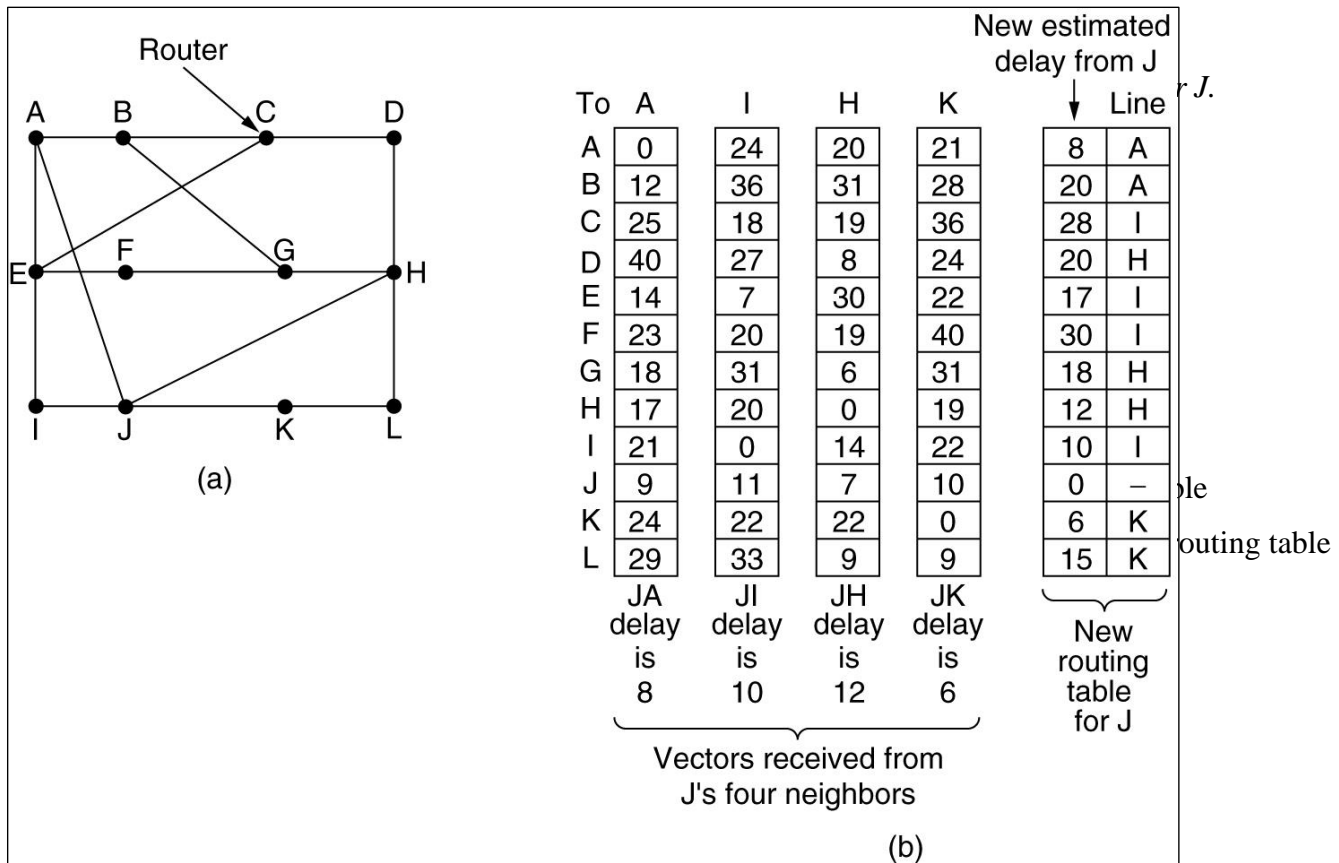 Router
A B C D
E F G H
I J K L
(a)
New estimated
delay from J
To A I H K Line
A 0 24 20 21 8 A
B 12 36 31 28 20 A
C 25 18 19 36 28 I
D 40 27 8 24 20 H
E 14 7 30 22 17 I
F 23 20 19 40 30 I
G 18 31 6 31 18 H
H 17 20 0 19 12 H
I 21 0 14 22 10 I
J 9 11 7 10 0 –
K 24 22 22 0 6 K
L 29 33 9 9 15 K
JA JI JH JK
delay delay delay delay
is is is is
8 10 12 6
New
routing
table
for J
Vectors received from
J's four neighbors
(b)
J.
routing table